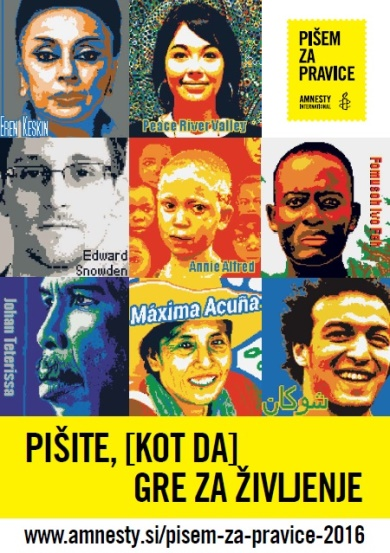 PIŠEM
ZA
PRAVICE
AMNESTY
INTERNATIONAL
EREN KESKIN
Peace River Valley
Edward
Snowden
Annie Alfred
Fomusoh Ivo
Johan Teterissa
Máxima Acuña
شوكان
PIŠITE, [KOT DA]
GRE ZA ŽIVLJENJE
www.amnesty.si/pisem-za-pravice-2016